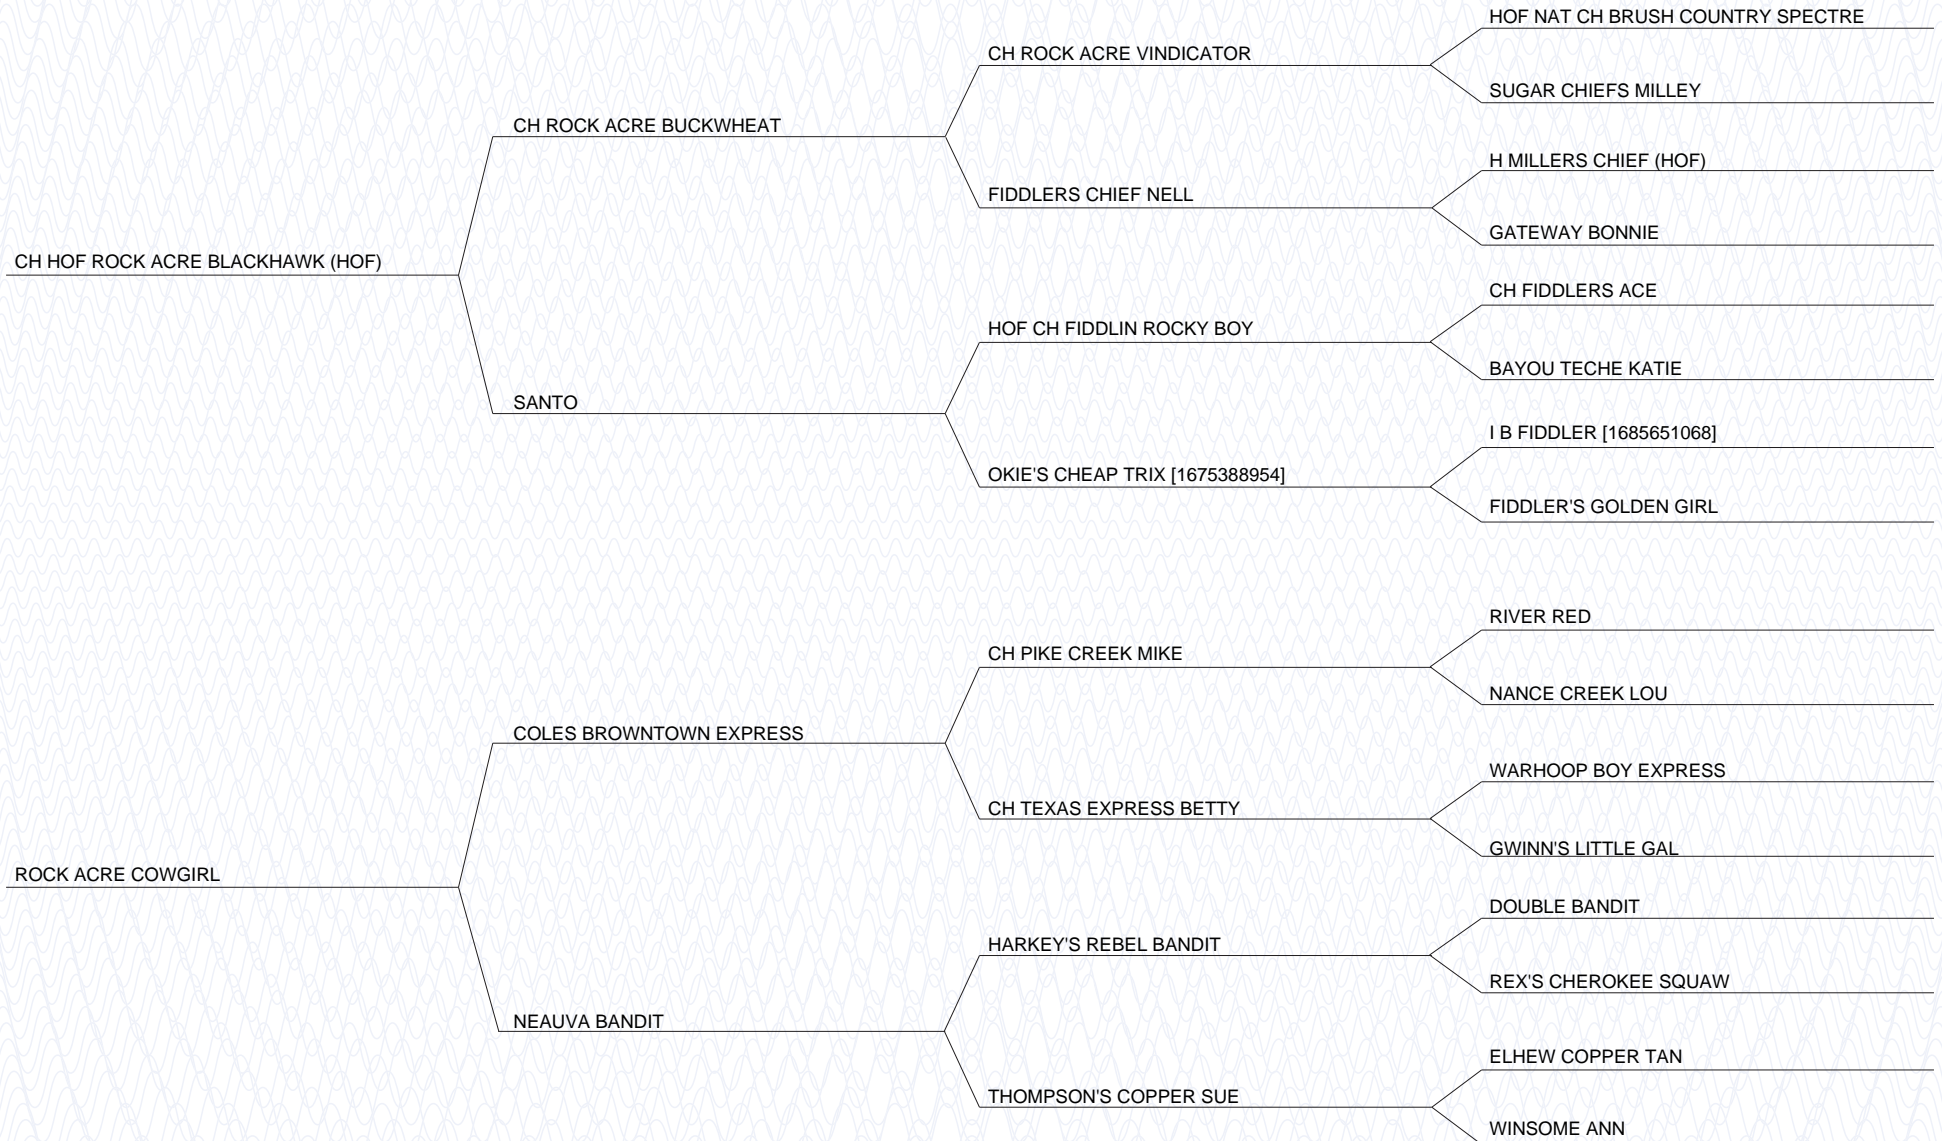 HOF NAT CH BRUSH COUNTRY SPECTRE
CH ROCK ACRE VINDICATOR
SUGAR CHIEFS MILLEY
CH ROCK ACRE BUCKWHEAT
H MILLERS CHIEF (HOF)
FIDDLERS CHIEF NELL
GATEWAY BONNIE
CH HOF ROCK ACRE BLACKHAWK (HOF)
CH FIDDLERS ACE
HOF CH FIDDLIN ROCKY BOY
BAYOU TECHE KATIE
SANTO
I B FIDDLER [1685651068]
OKIE'S CHEAP TRIX [1675388954]
FIDDLER'S GOLDEN GIRL
RIVER RED
CH PIKE CREEK MIKE
NANCE CREEK LOU
COLES BROWNTOWN EXPRESS
WARHOOP BOY EXPRESS
CH TEXAS EXPRESS BETTY
GWINN'S LITTLE GAL
ROCK ACRE COWGIRL
DOUBLE BANDIT
HARKEY'S REBEL BANDIT
REX'S CHEROKEE SQUAW
NEAUVA BANDIT
ELHEW COPPER TAN
THOMPSON'S COPPER SUE
WINSOME ANN